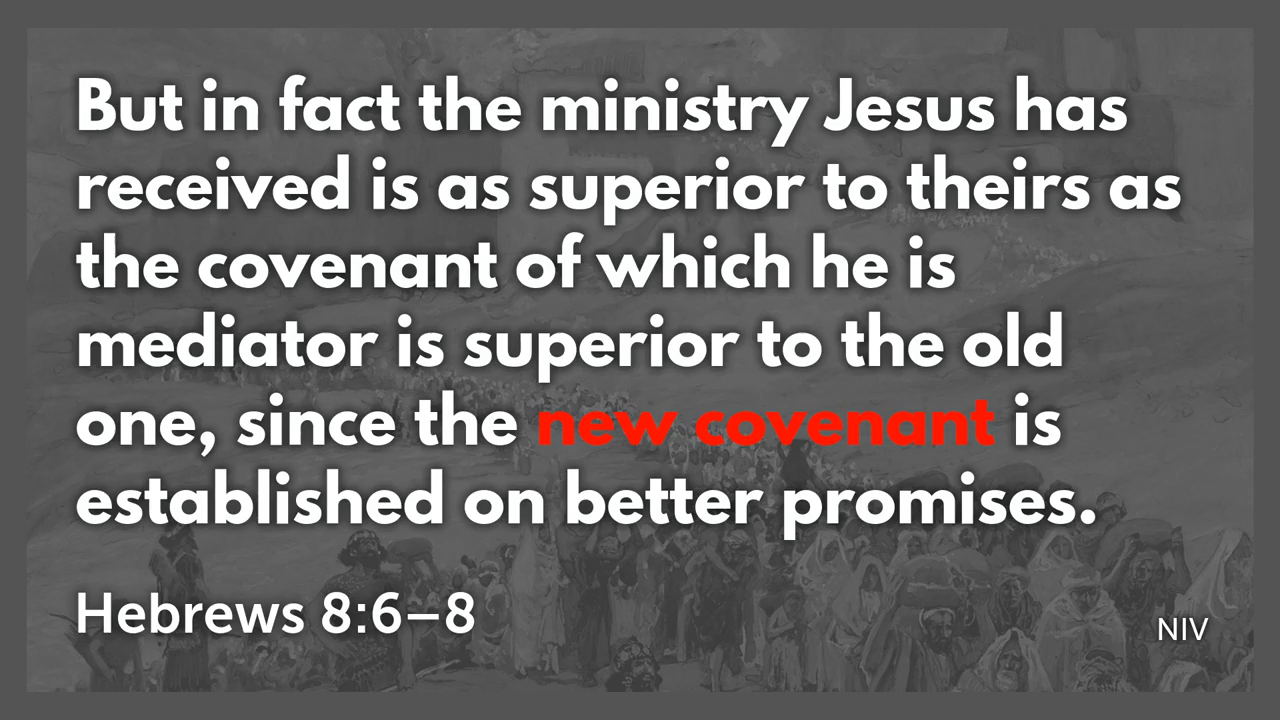 But in fact the ministry Jesus has
received is as superior to theirs as
the covenant of which he is
mediator is superior to the old
one, since the new covenant is
established on better promises.
Hebrews 8:6–8
NIV